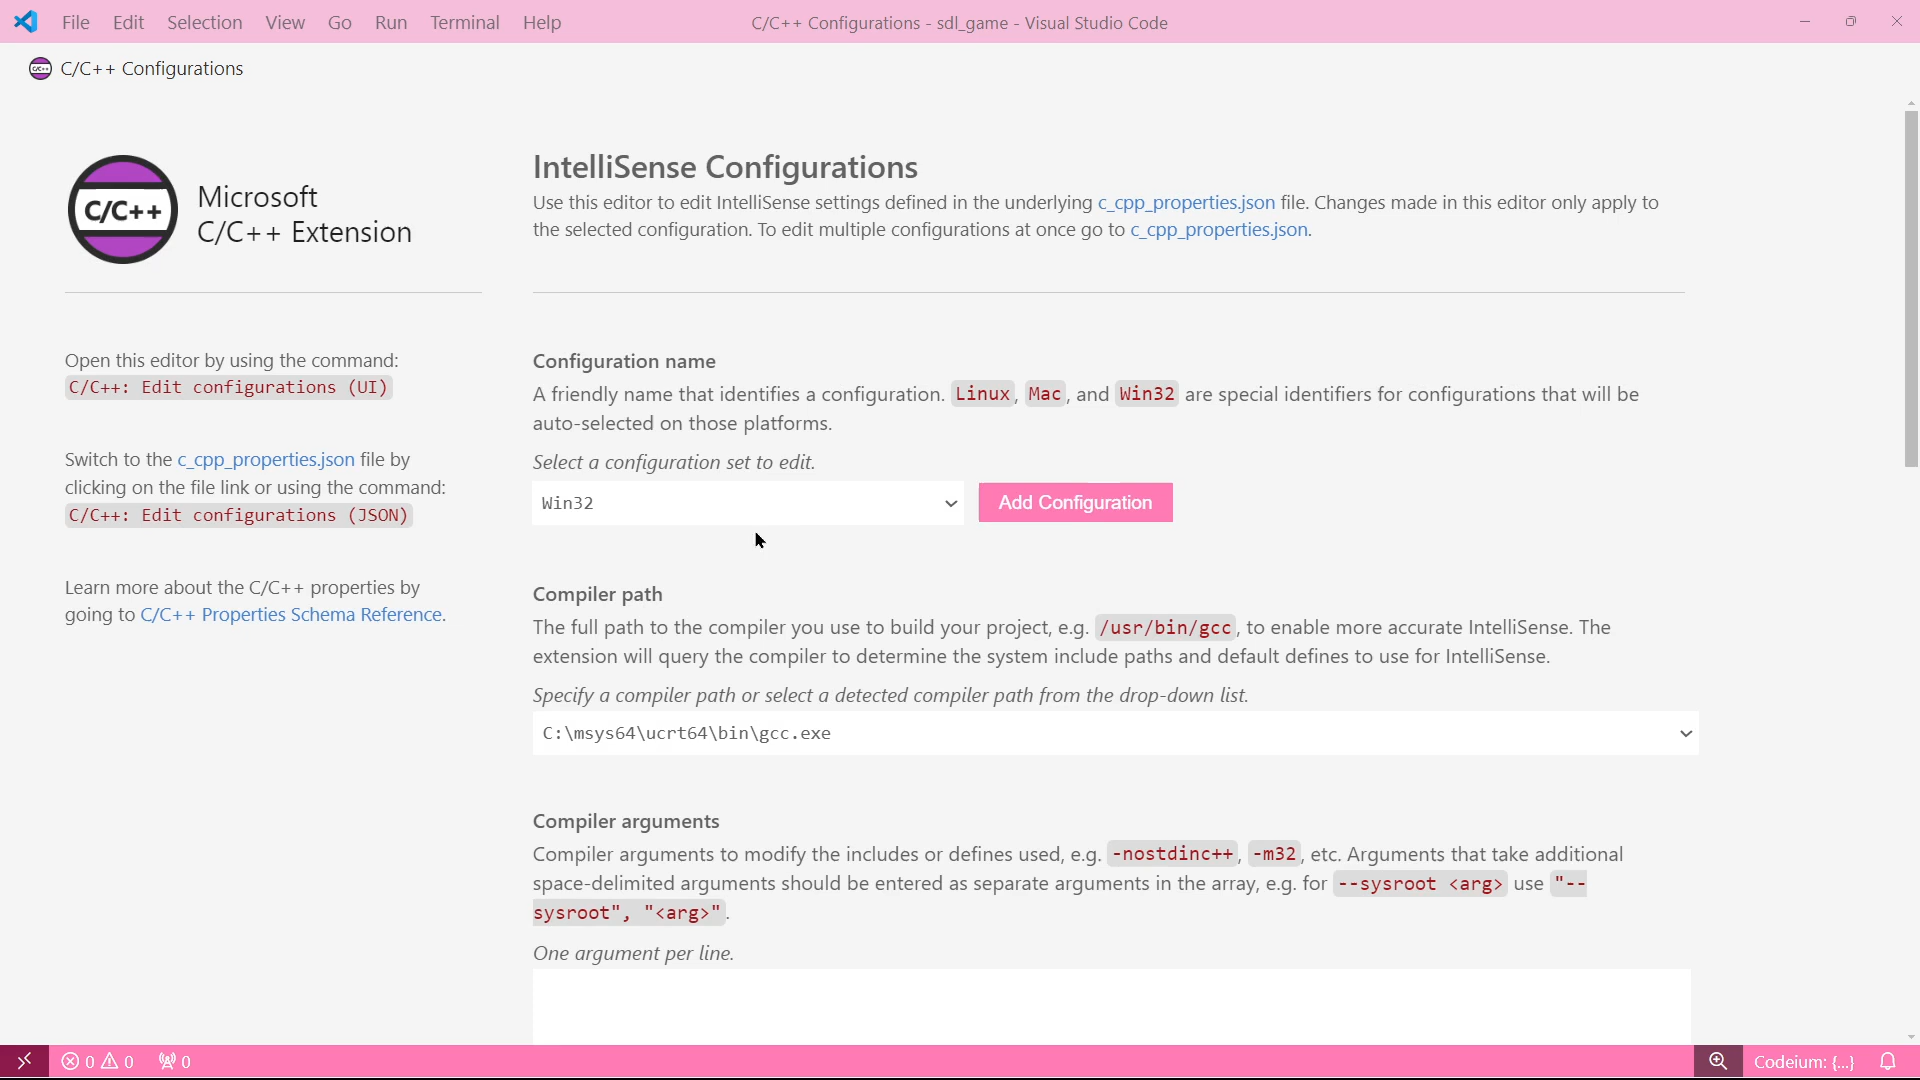 File Edit Selection View Go Run Terminal Help
C/C++ Configurations - sdl_game - Visual Studio Code
C/C++ Configurations
C/C++
Microsoft
C/C++ Extension
Open this editor by using the command:
C/C++: Edit configurations (UI)
Switch to the c_cpp_properties.json file by
clicking on the file link or using the command:
C/C++: Edit configurations (JSON)
Learn more about the C/C++ properties by
going to C/C++ Properties Schema Reference.
IntelliSense Configurations
Use this editor to edit IntelliSense settings defined in the underlying c_cpp_properties.json file. Changes made in this editor only apply to
the selected configuration. To edit multiple configurations at once go to c_cpp_properties.json.
Configuration name
A friendly name that identifies a configuration. Linux, Mac, and Win32 are special identifiers for configurations that will be
auto-selected on those platforms.
Select a configuration set to edit.
Win32
Add Configuration
Compiler path
The full path to the compiler you use to build your project, e.g. /usr/bin/gcc, to enable more accurate IntelliSense. The
extension will query the compiler to determine the system include paths and default defines to use for IntelliSense.
Specify a compiler path or select a detected compiler path from the drop-down list.
C:\msys64\ucrt64\bin\gcc.exe
Compiler arguments
Compiler arguments to modify the includes or defines used, e.g. -nostdinc++, -m32, etc. Arguments that take additional
space-delimited arguments should be entered as separate arguments in the array, e.g. for --sysroot <arg> use "--
sysroot", "<arg>".
One argument per line.
0 0 0
Codeium: {...}